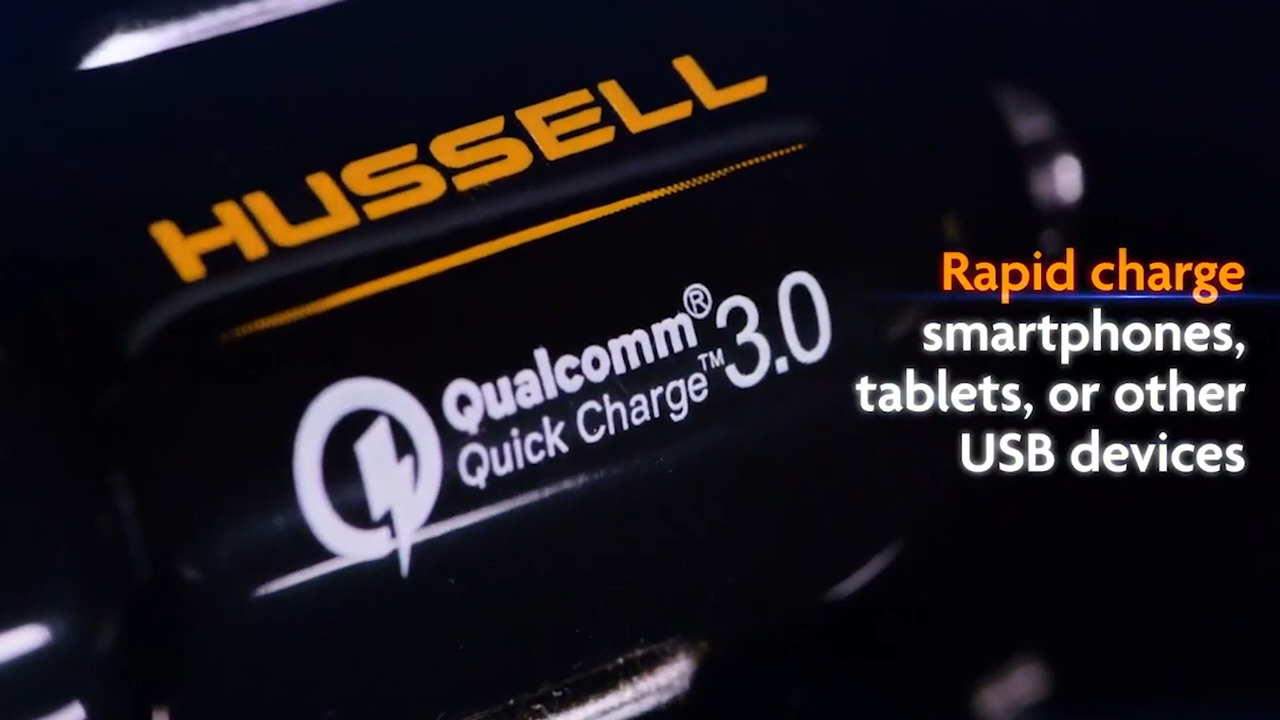 HUSSELL
Qualcomm® 3.0
Quick Charge™
Rapid charge
smartphones,
tablets, or other
USB devices